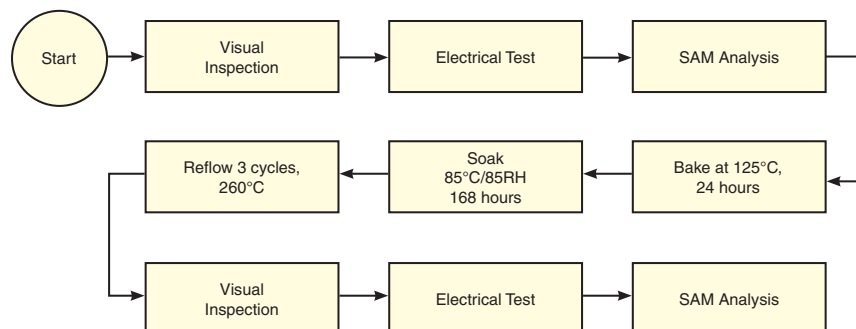 Start
Visual
Inspection
Electrical Test
SAM Analysis
Bake at 125°C,
24 hours
Soak
85°C/85RH
168 hours
Reflow 3 cycles,
260°C
Visual
Inspection
Electrical Test
SAM Analysis